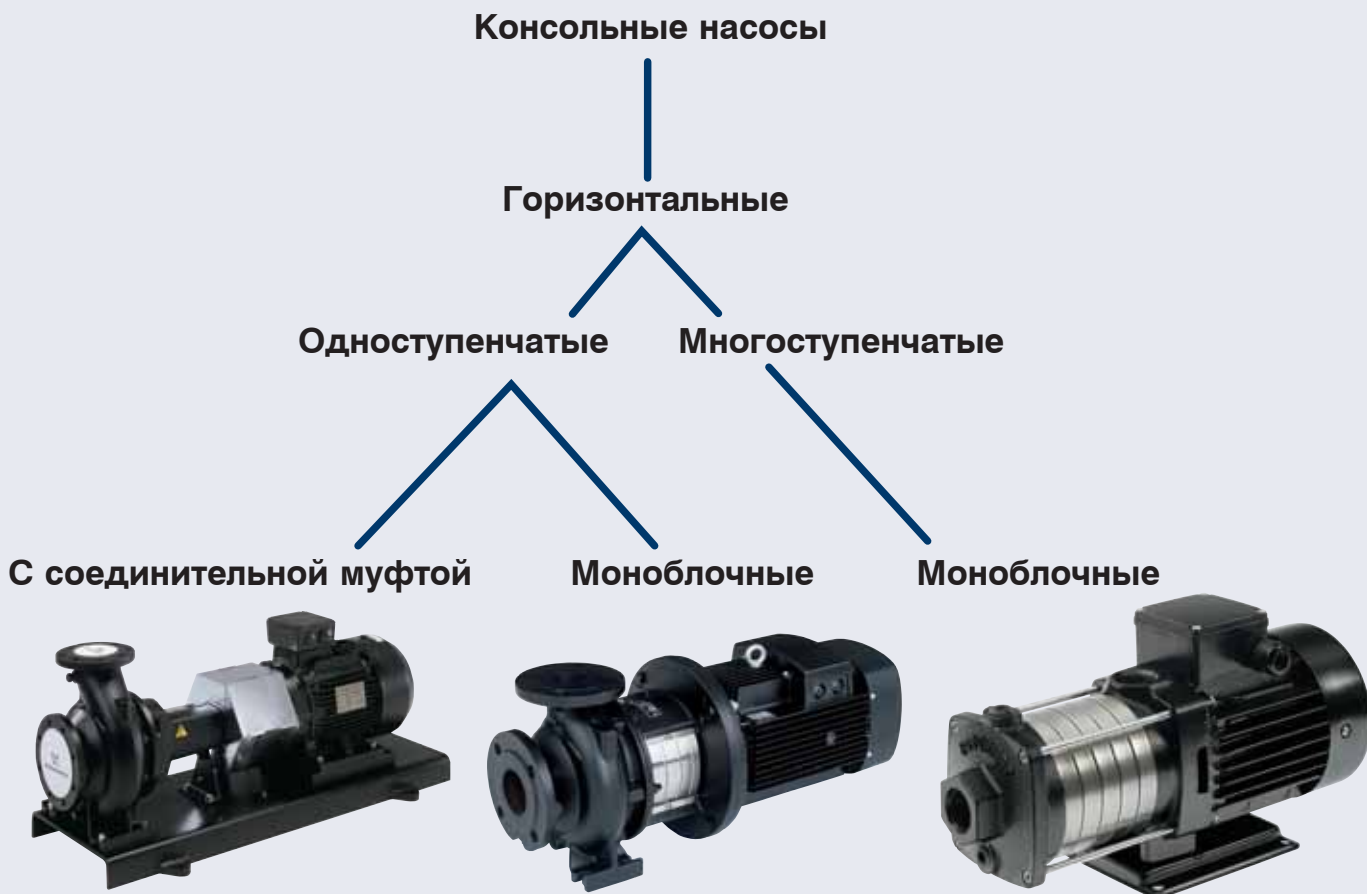 Консольные насосы
Горизонтальные
Одноступенчатые Многоступенчатые
С соединительной муфтой Моноблочные Моноблочные